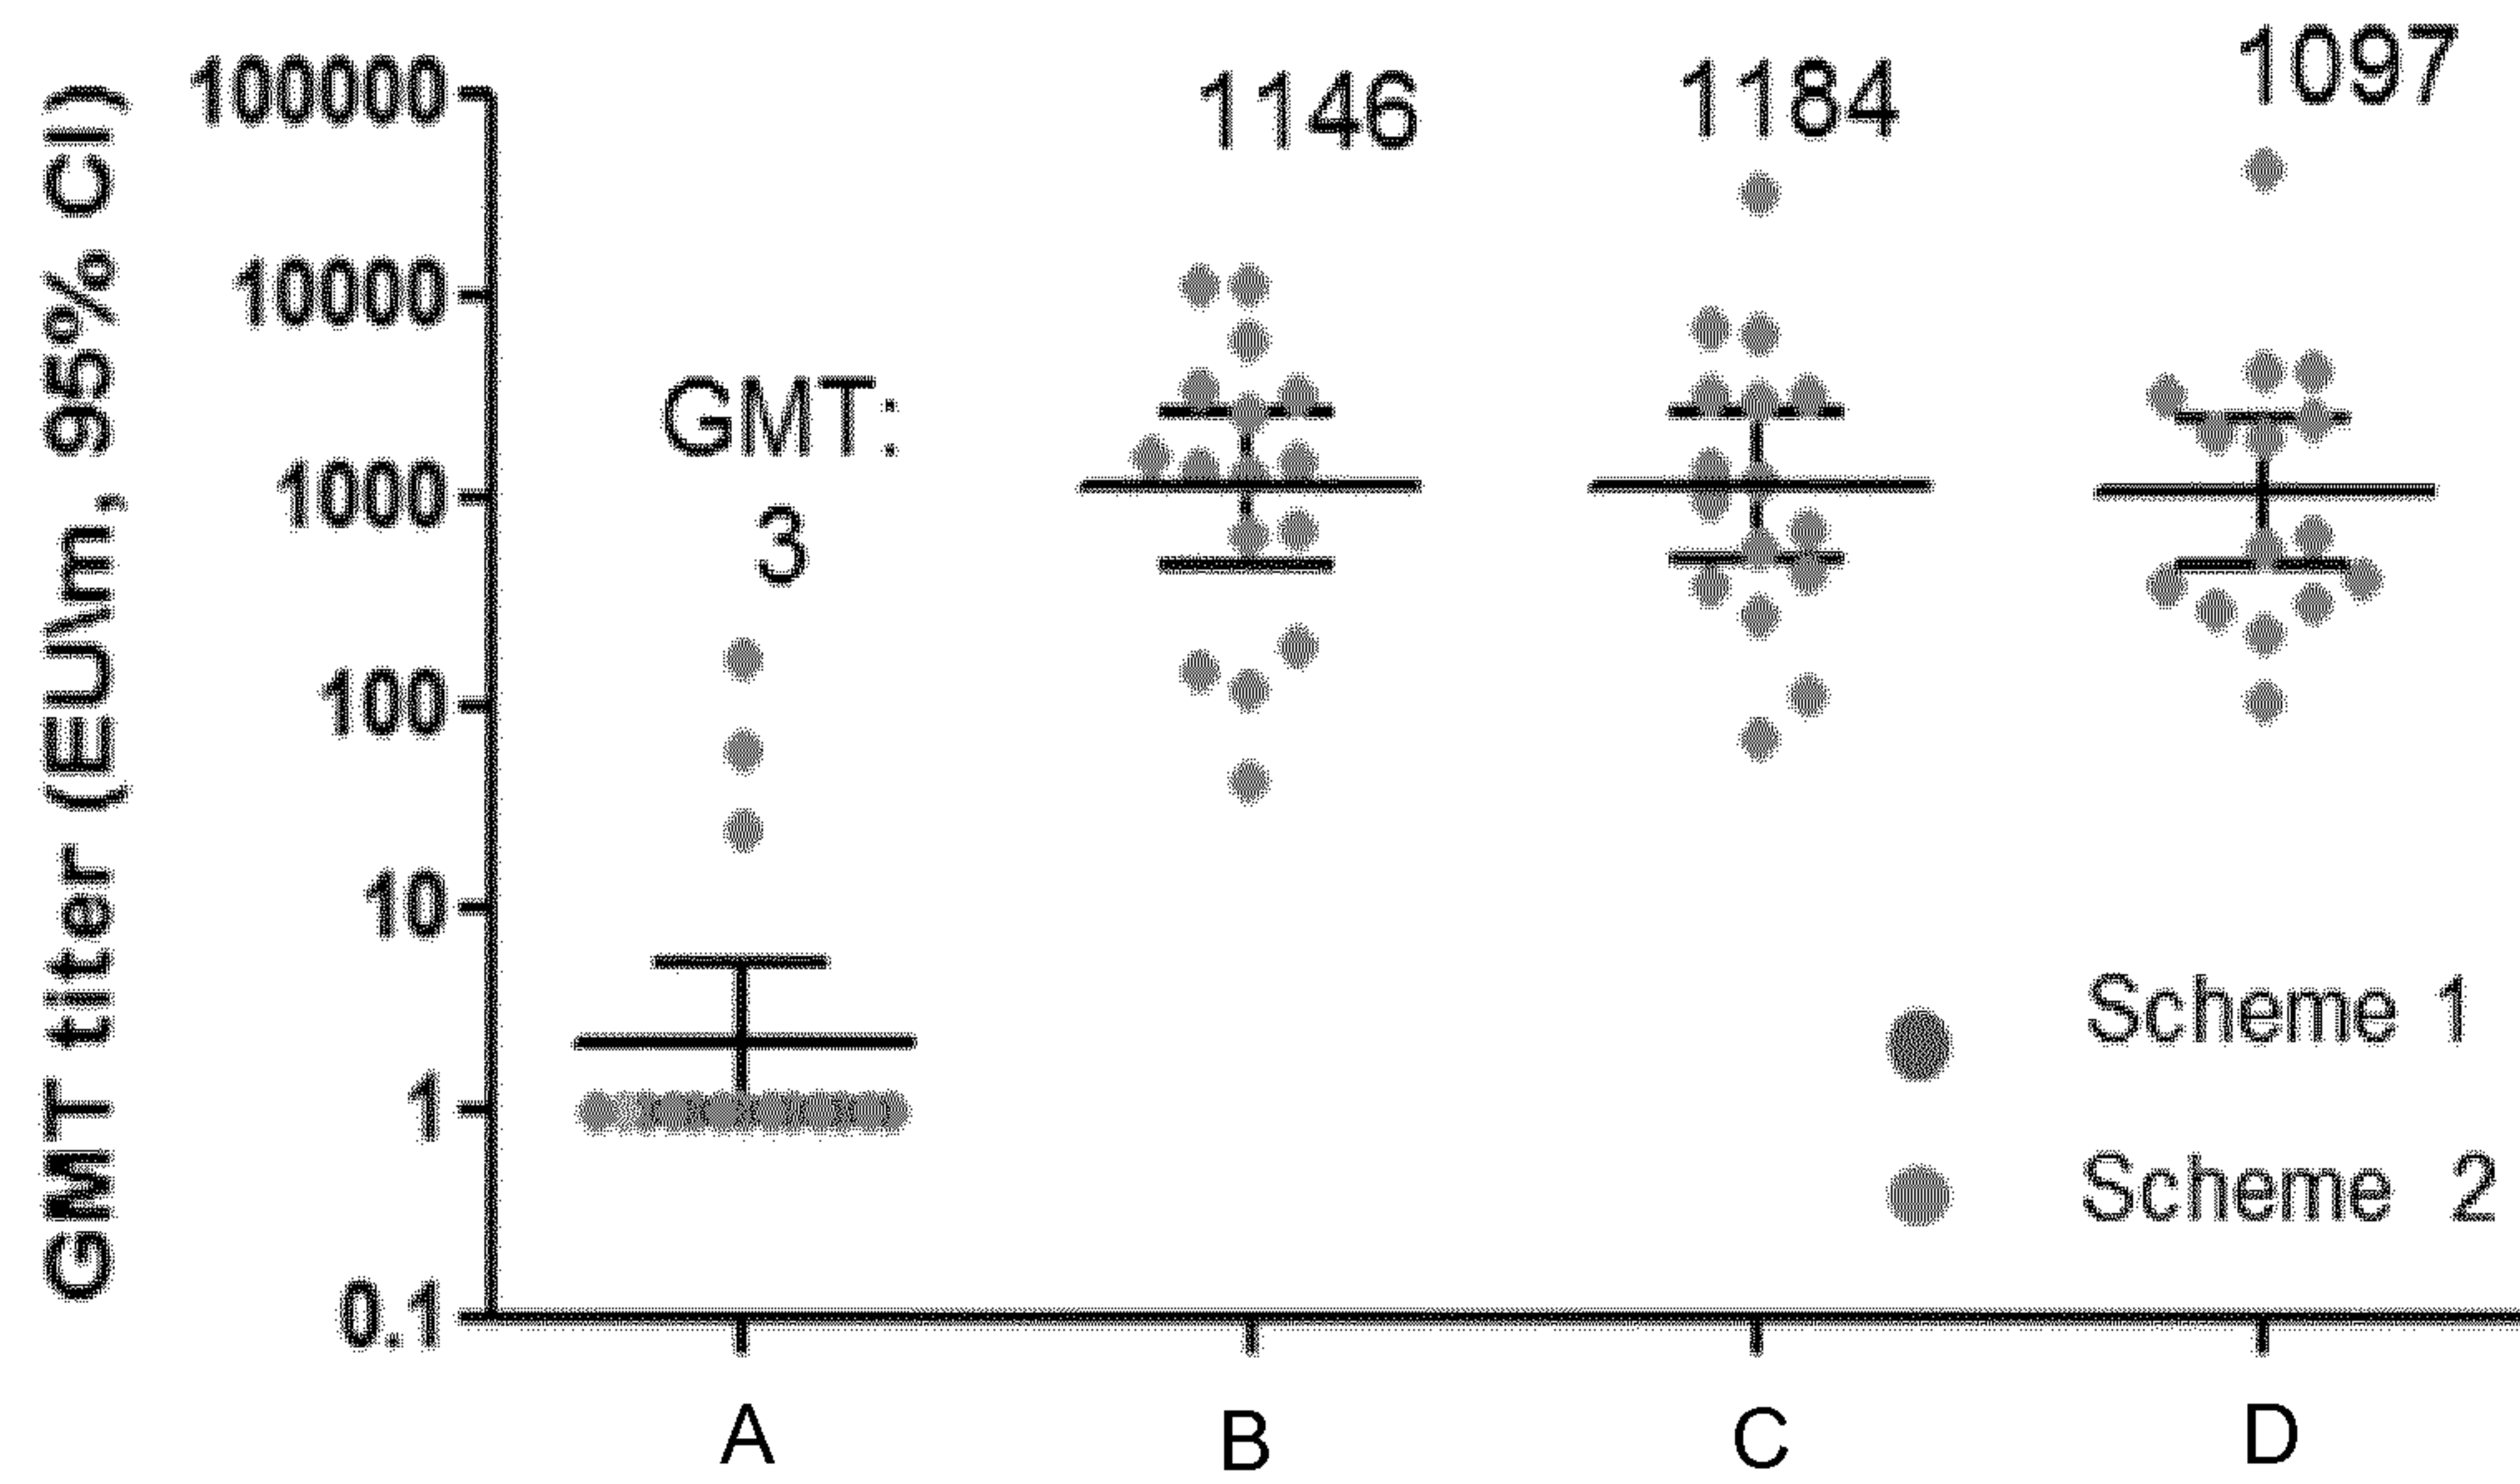 GMT titer (EU\m, 95% CI)
100000
10000
1000
100
10
1
0.1
GMT:
3
1146
1184
1097
Scheme 1
Scheme 2
A
B
C
D